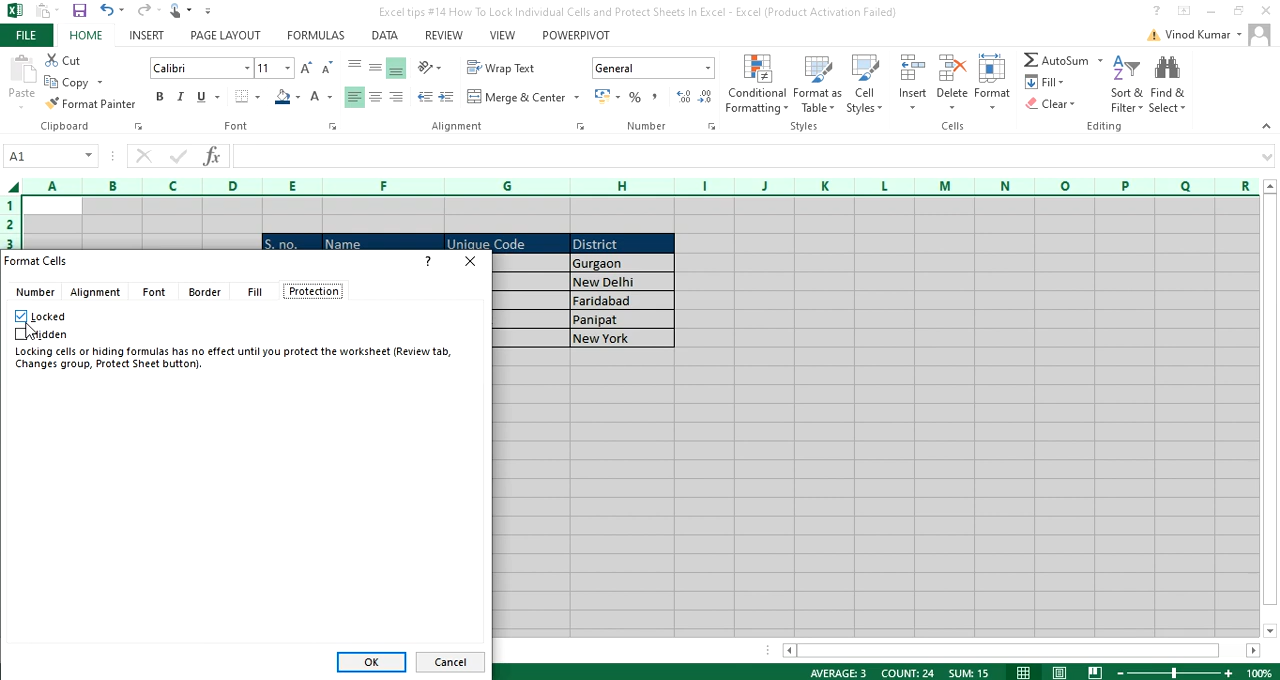 Excel tips #14 How To Lock Individual Cells and Protect Sheets In Excel - Excel (Product Activation Failed) ?
FILE HOME INSERT PAGE LAYOUT FORMULAS DATA REVIEW VIEW POWERPIVOT Vinod Kumar
Paste Cut Copy Format Painter Clipboard
Calibri 11 B I U A Font
Wrap Text Merge & Center Alignment
General % , Number
Conditional Formatting Format as Table Cell Styles Styles
Insert Delete Format Cells
AutoSum Fill Clear Sort & Filter Find & Select Editing
A1 fx
A B C D E F G H I J K L M N O P Q R
1
2
3 S. no. Name Unique Code District
Gurgaon
New Delhi
Faridabad
Panipat
New York
Format Cells ?
Number Alignment Font Border Fill Protection
Locked
Hidden
Locking cells or hiding formulas has no effect until you protect the worksheet (Review tab,
Changes group, Protect Sheet button).
OK Cancel
AVERAGE: 3 COUNT: 24 SUM: 15 100%